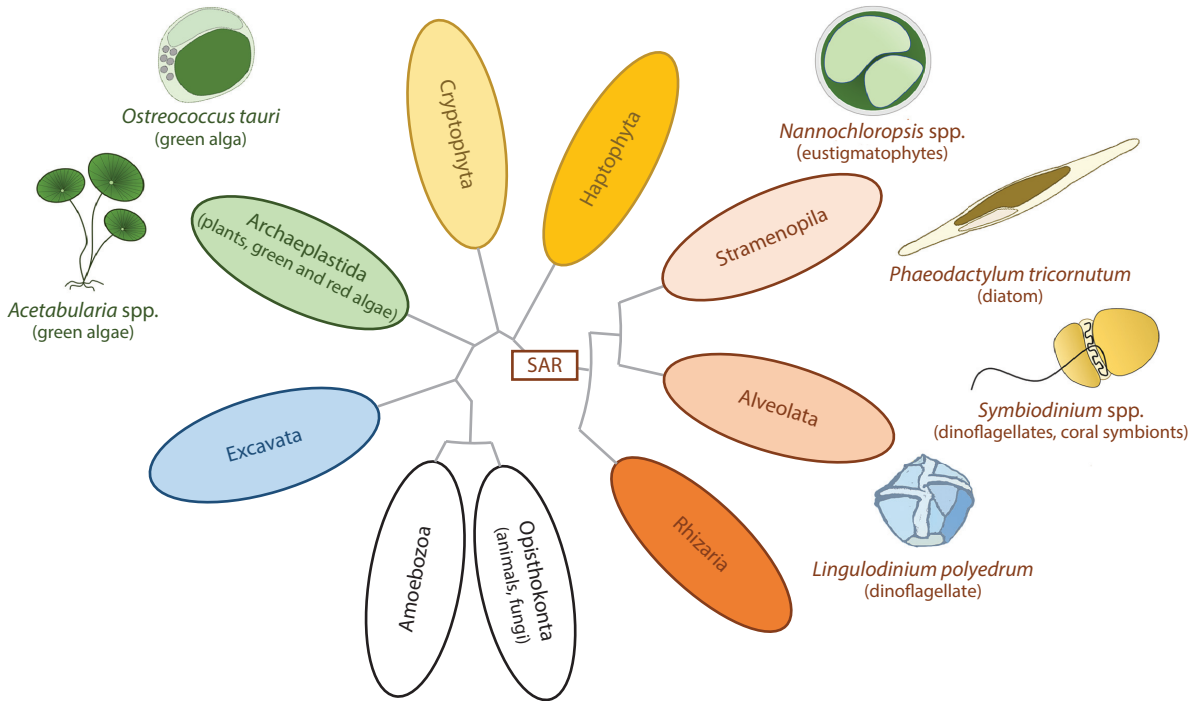 Ostreococcus tauri
(green alga)
Acetabularia spp.
(green algae)
Cryptophyta
Haptophyta
Nannochloropsis spp.
(eustigmatophytes)
Archaeplastida
(plants, green and red algae)
Stramenopila
Phaeodactylum tricornutum
(diatom)
SAR
Excavata
Alveolata
Symbiodinium spp.
(dinoflagellates, coral symbionts)
Amoebozoa
Opisthokonta
(animals, fungi)
Rhizaria
Lingulodinium polyedrum
(dinoflagellate)